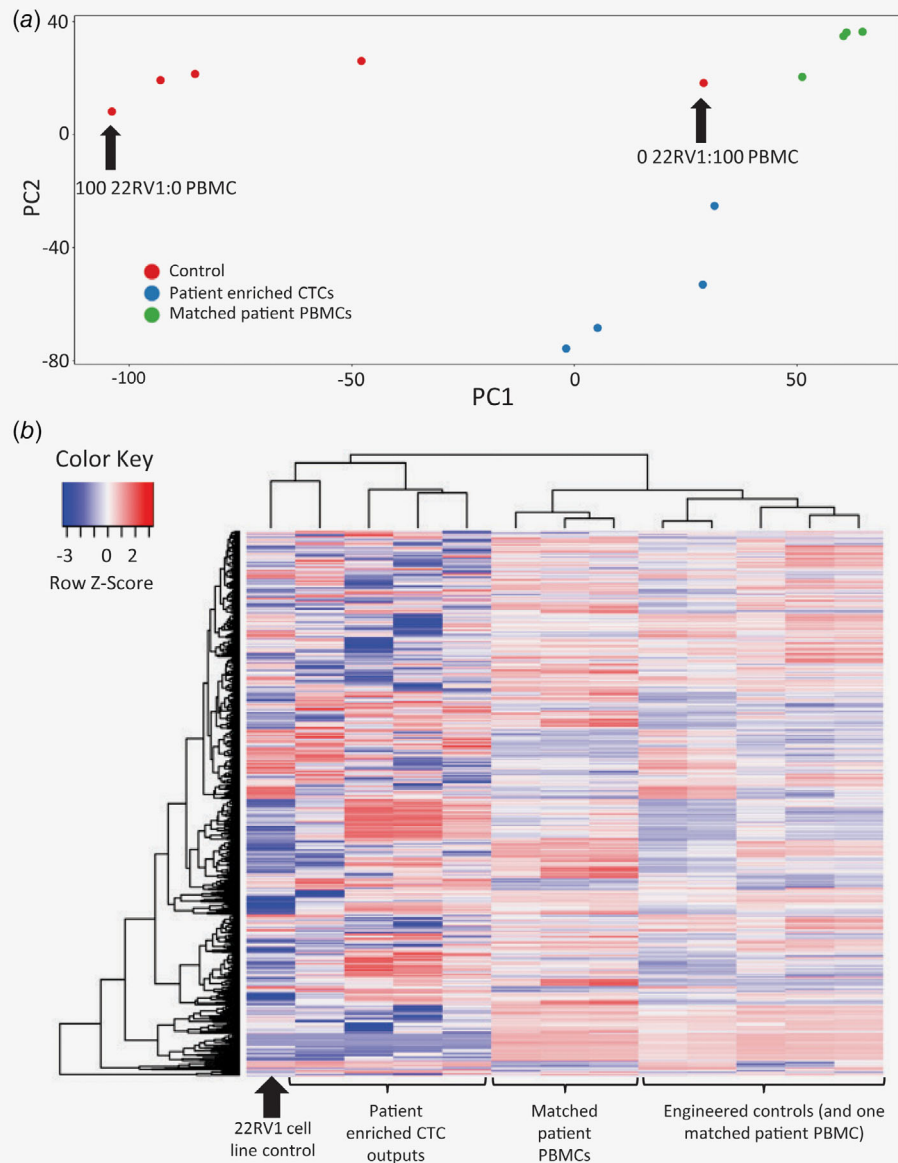 (a)
40
0
-40
-80
PC2
100 22RV1:0 PBMC
0 22RV1:100 PBMC
Control
Patient enriched CTCs
Matched patient PBMCs
-100
-50
0
50
PC1
(b)
Color Key
-3 0 2
Row Z-Score
22RV1 cell
line control
Patient
enriched CTC
outputs
Matched
patient
PBMCs
Engineered controls (and one
matched patient PBMC)